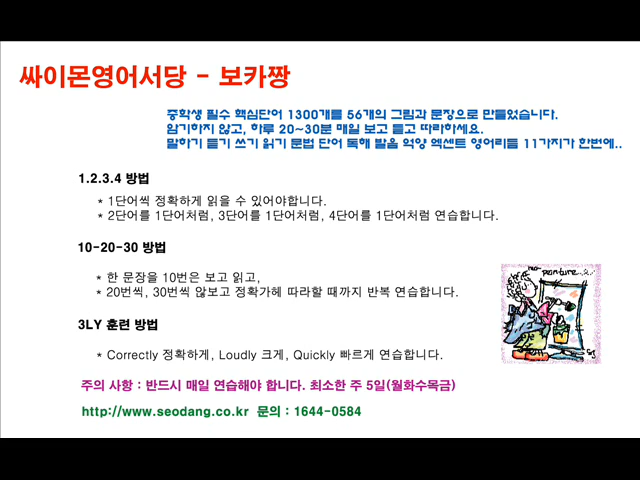 싸이몬영어서당 - 보카짱
중학생 필수 핵심단어 1300개를 56개의 그림과 문장으로 만들었습니다.
암기하지 않고, 하루 20~30분 매일 보고 듣고 따라하세요.
말하기 듣기 쓰기 읽기 문법 단어 독해 발음 억양 엑센트 영어리듬 11가지가 한번에..
1.2.3.4 방법
* 1단어씩 정확하게 읽을 수 있어야합니다.
* 2단어를 1단어처럼, 3단어를 1단어처럼, 4단어를 1단어처럼 연습합니다.
10-20-30 방법
* 한 문장을 10번은 보고 읽고,
* 20번씩, 30번씩 않보고 정확가헤 따라할 때까지 반복 연습합니다.
3LY 훈련 방법
* Correctly 정확하게, Loudly 크게, Quickly 빠르게 연습합니다.
주의 사항 : 반드시 매일 연습해야 합니다. 최소한 주 5일(월화수목금)
http://www.seodang.co.kr 문의 : 1644-0584